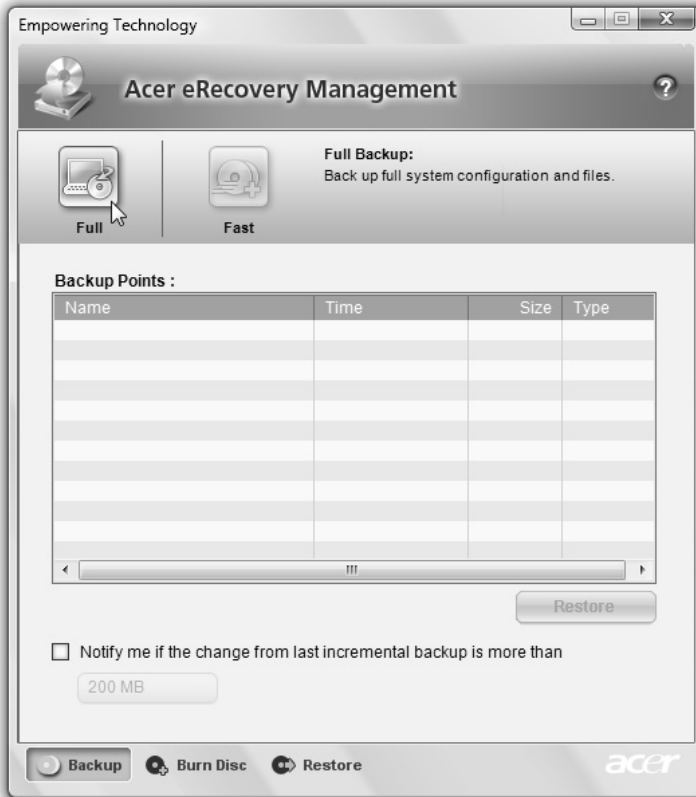 Empowering Technology
Acer eRecovery Management
?
Full Backup:
Back up full system configuration and files.
Full
Fast
Backup Points :
Name Time Size Type
Restore
Notify me if the change from last incremental backup is more than
200 MB
Backup Burn Disc Restore acer